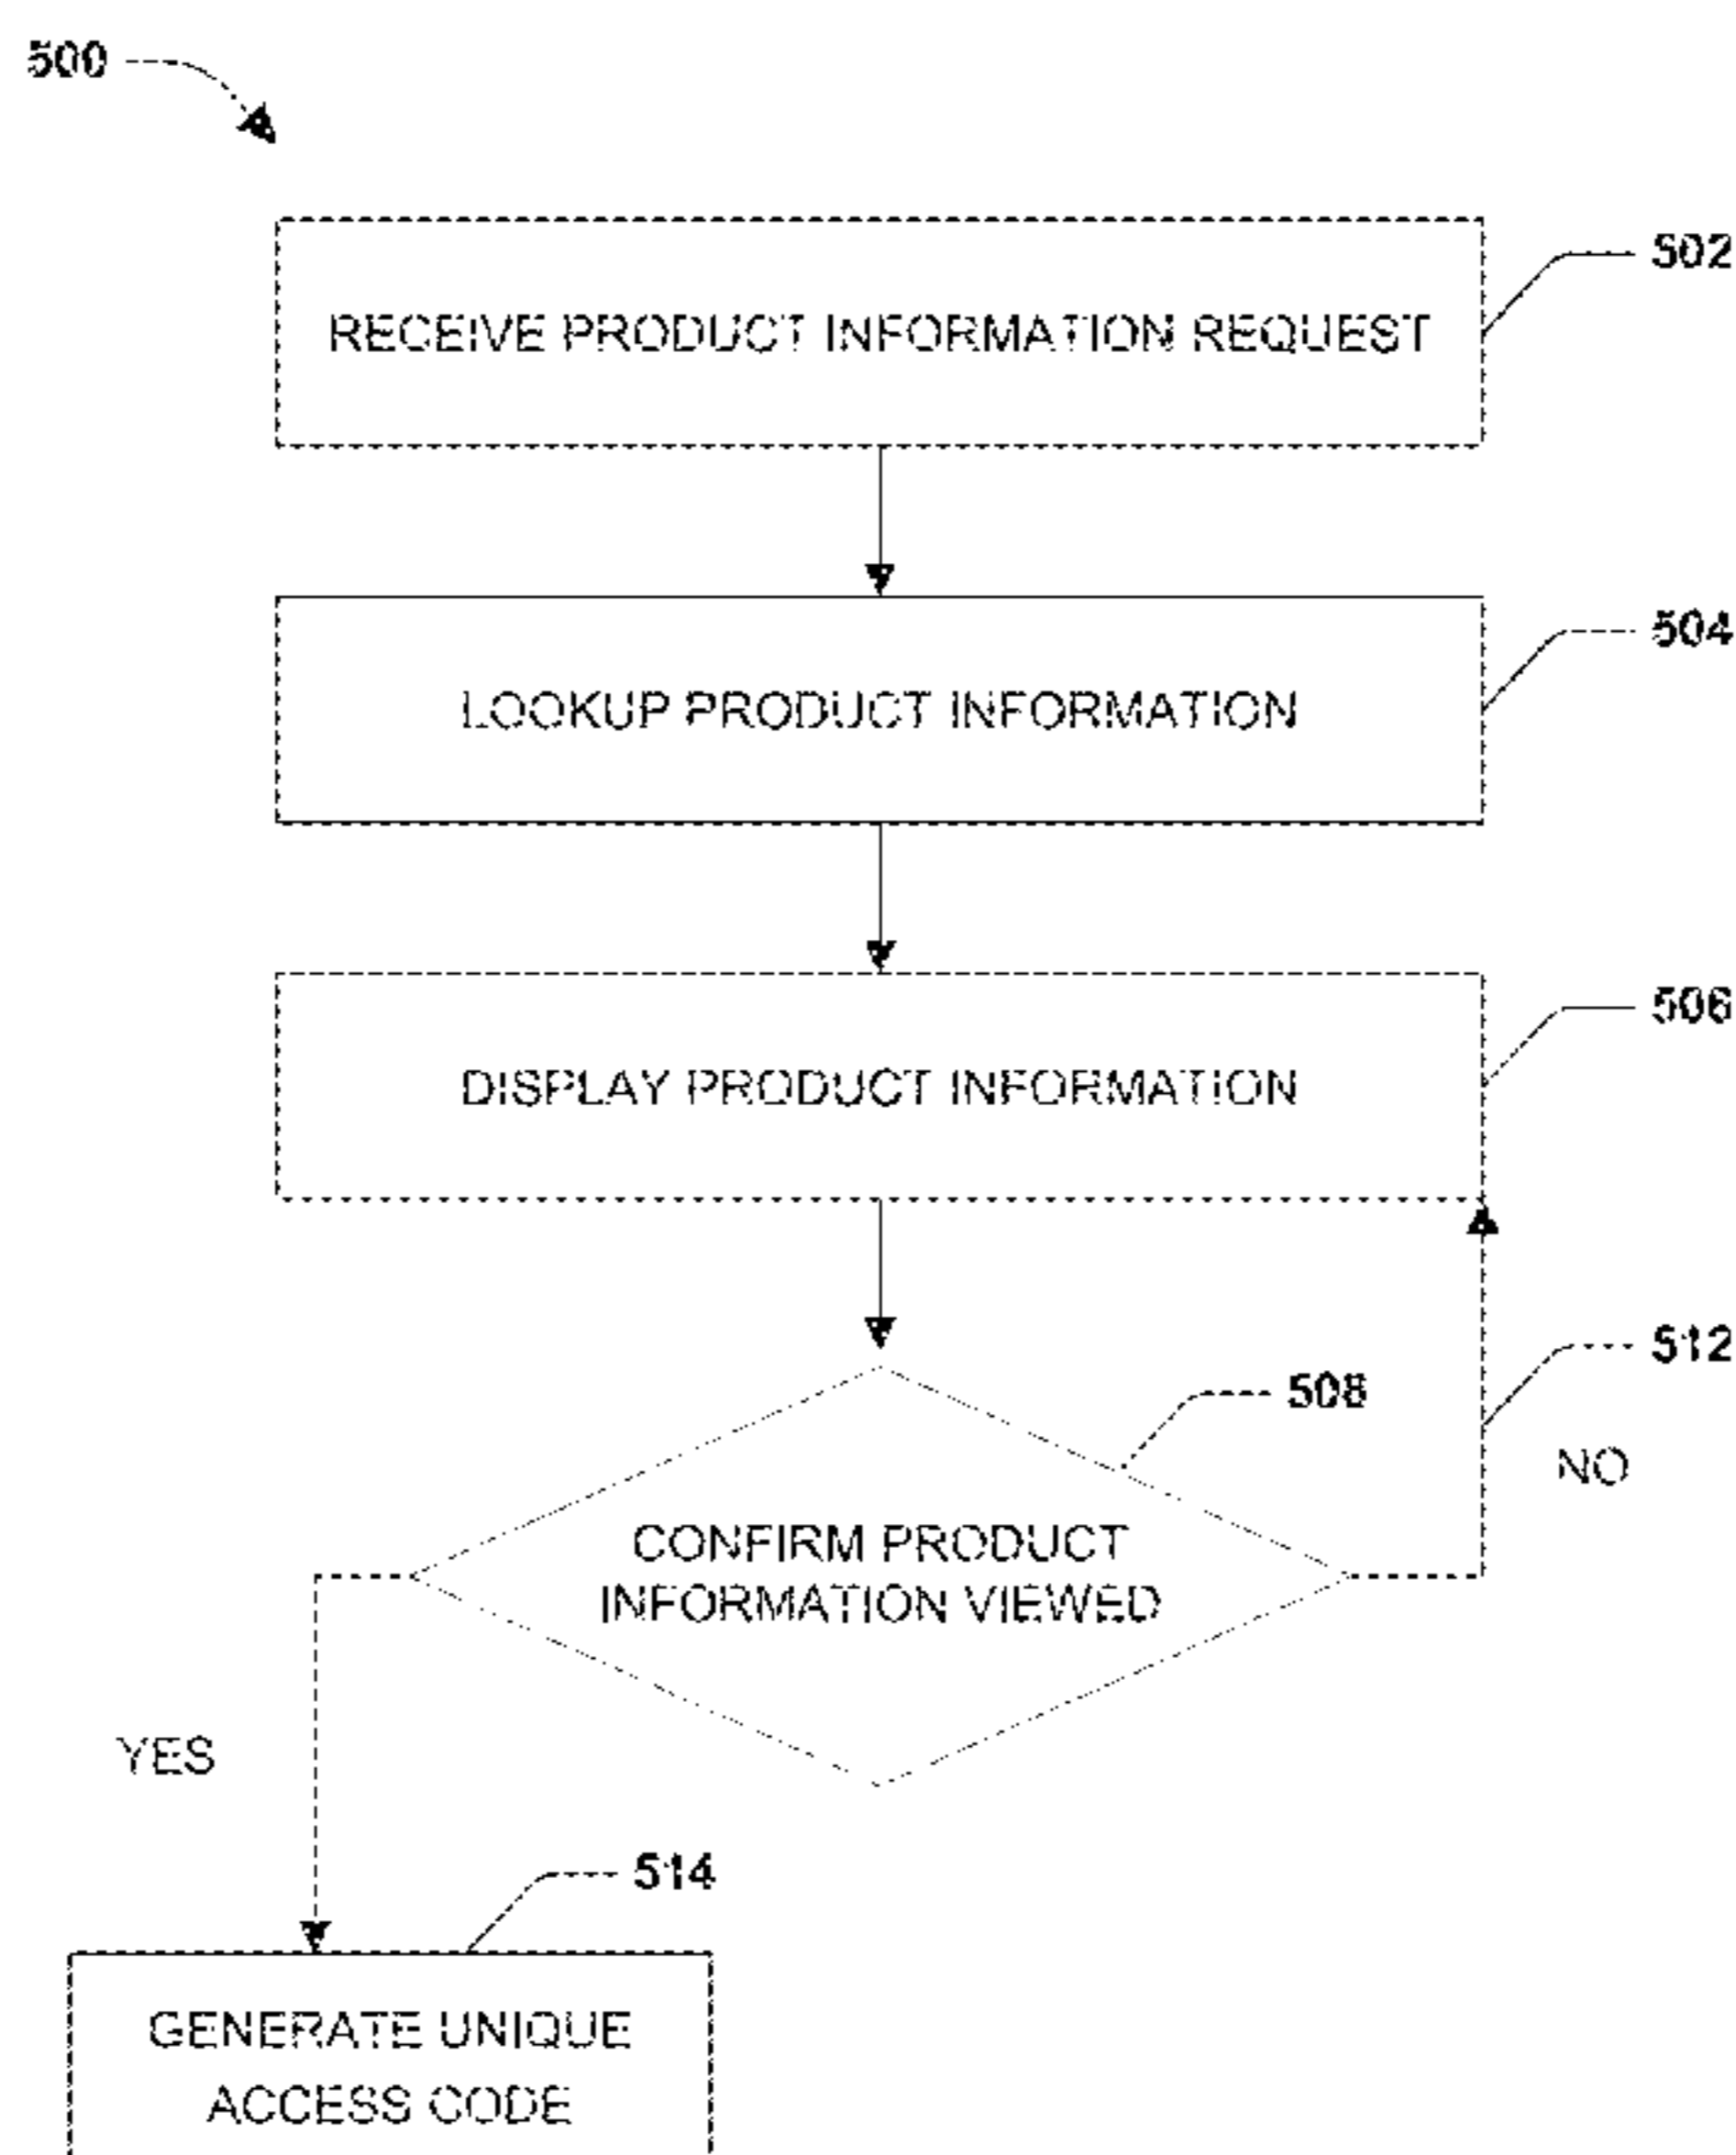 500
502
RECEIVE PRODUCT INFORMATION REQUEST
504
LOOKUP PRODUCT INFORMATION
506
DISPLAY PRODUCT INFORMATION
512
508
NO
CONFIRM PRODUCT
INFORMATION VIEWED
YES
514
GENERATE UNIQUE
ACCESS CODE